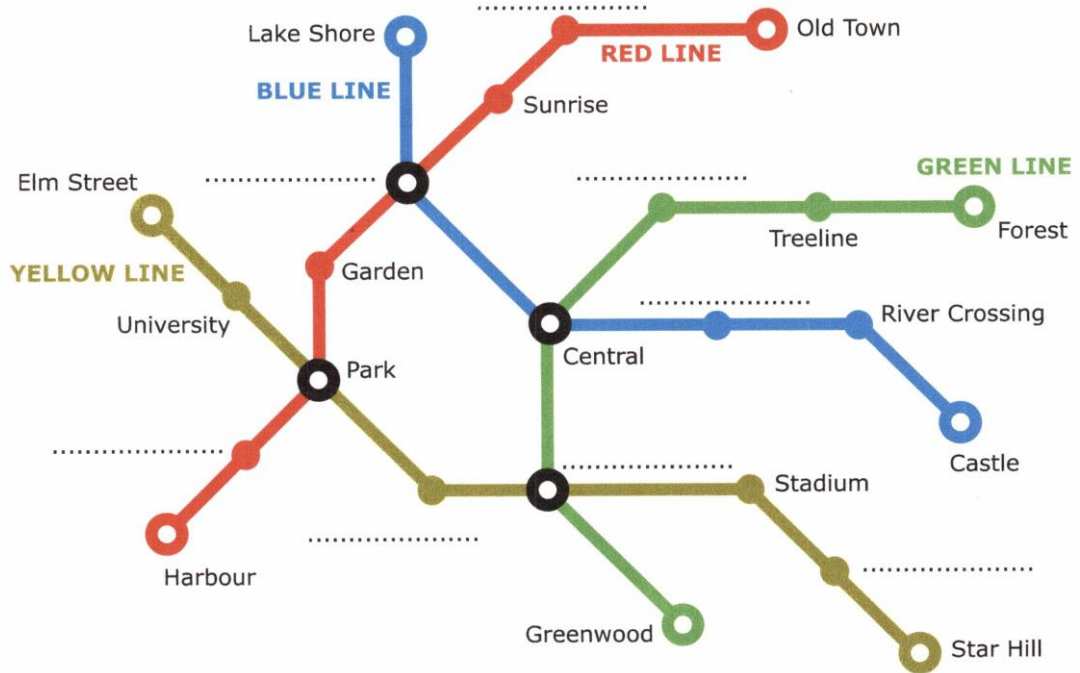 Lake Shore
Old Town
RED LINE
BLUE LINE
Sunrise
Elm Street
GREEN LINE
Treeline
Forest
Garden
YELLOW LINE
University
River Crossing
Central
Park
Castle
Stadium
Harbour
Greenwood
Star Hill